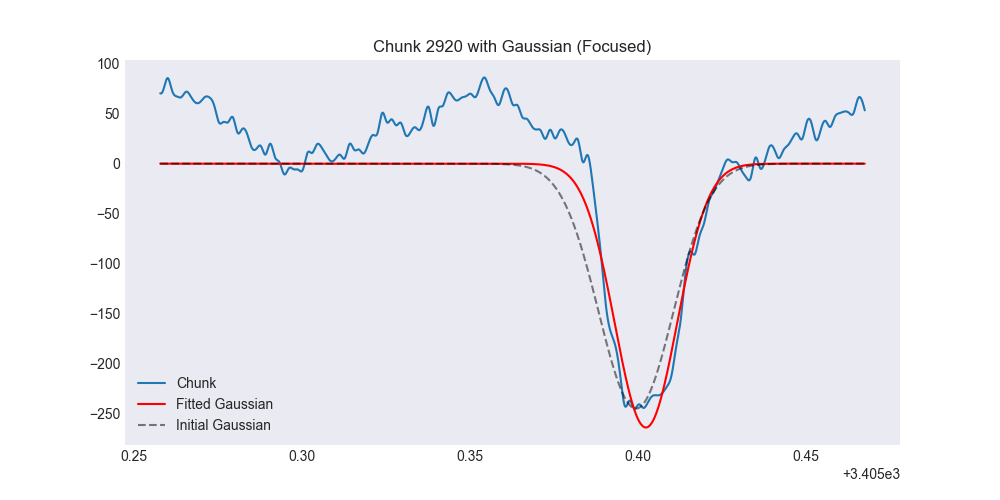 Chunk 2920 with Gaussian (Focused)
100
50
0
−50
−100
−150
−200
−250
Chunk
Fitted Gaussian
Initial Gaussian
0.25 0.30 0.35 0.40 0.45
+3.405e3